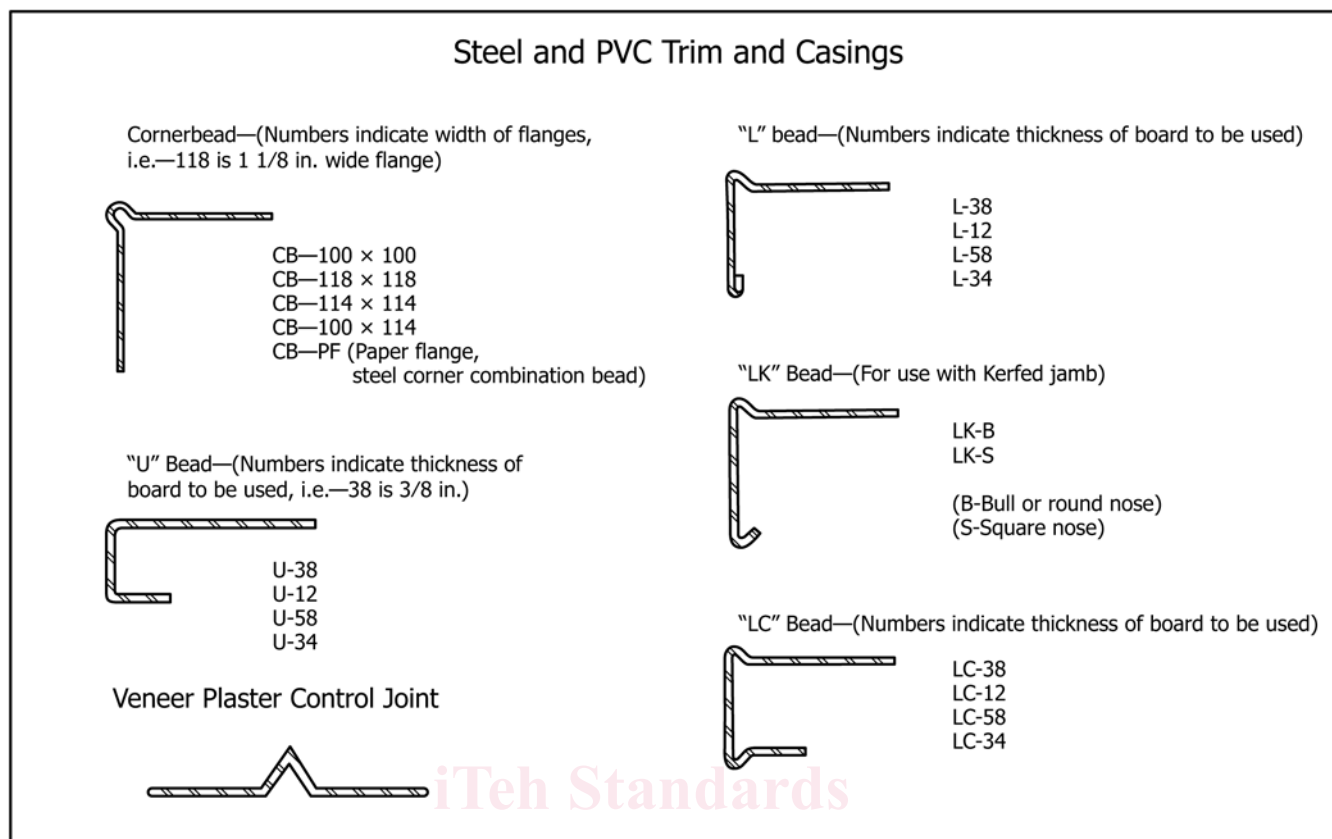 Steel and PVC Trim and Casings
Cornerbead—(Numbers indicate width of flanges,
i.e.—118 is 1 1/8 in. wide flange)
CB—100 × 100
CB—118 × 118
CB—114 × 114
CB—100 × 114
CB—PF (Paper flange,
steel corner combination bead)
"U" Bead—(Numbers indicate thickness of
board to be used, i.e.—38 is 3/8 in.)
U-38
U-12
U-58
U-34
Veneer Plaster Control Joint
"L" bead—(Numbers indicate thickness of board to be used)
L-38
L-12
L-58
L-34
"LK" Bead—(For use with Kerfed jamb)
LK-B
LK-S
(B-Bull or round nose)
(S-Square nose)
"LC" Bead—(Numbers indicate thickness of board to be used)
LC-38
LC-12
LC-58
LC-34
iTeh Standards